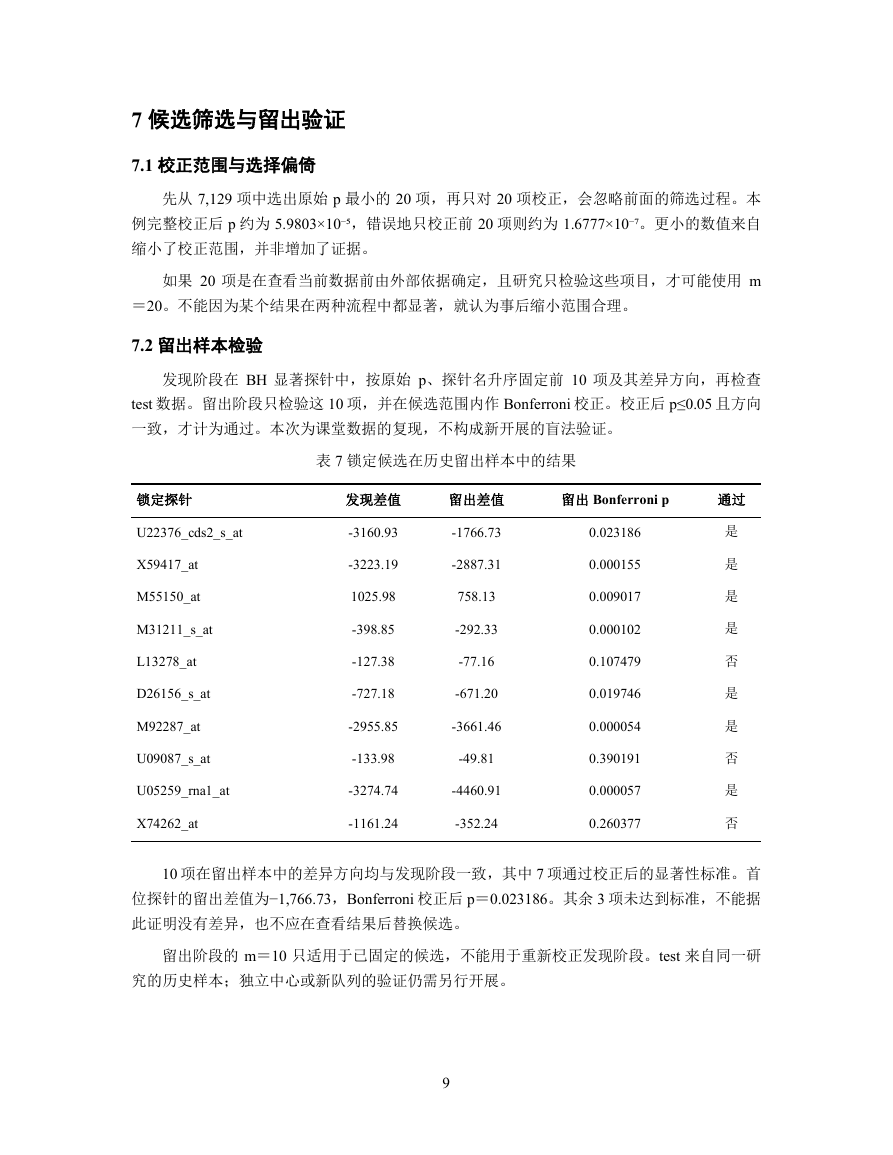 7 候选筛选与留出验证
7.1 校正范围与选择偏倚
先从 7,129 项中选出原始 p 最小的 20 项，再只对 20 项校正，会忽略前面的筛选过程。本
例完整校正后 p 约为 5.9803×10⁻⁵，错误地只校正前 20 项则约为 1.6777×10⁻⁷。更小的数值来自
缩小了校正范围，并非增加了证据。
如果 20 项是在查看当前数据前由外部依据确定，且研究只检验这些项目，才可能使用 m
＝20。不能因为某个结果在两种流程中都显著，就认为事后缩小范围合理。
7.2 留出样本检验
发现阶段在 BH 显著探针中，按原始 p、探针名升序固定前 10 项及其差异方向，再检查
test 数据。留出阶段只检验这 10 项，并在候选范围内作 Bonferroni 校正。校正后 p≤0.05 且方向
一致，才计为通过。本次为课堂数据的复现，不构成新开展的盲法验证。
表 7 锁定候选在历史留出样本中的结果
锁定探针 发现差值 留出差值 留出 Bonferroni p 通过
U22376_cds2_s_at -3160.93 -1766.73 0.023186 是
X59417_at -3223.19 -2887.31 0.000155 是
M55150_at 1025.98 758.13 0.009017 是
M31211_s_at -398.85 -292.33 0.000102 是
L13278_at -127.38 -77.16 0.107479 否
D26156_s_at -727.18 -671.20 0.019746 是
M92287_at -2955.85 -3661.46 0.000054 是
U09087_s_at -133.98 -49.81 0.390191 否
U05259_rna1_at -3274.74 -4460.91 0.000057 是
X74262_at -1161.24 -352.24 0.260377 否
10 项在留出样本中的差异方向均与发现阶段一致，其中 7 项通过校正后的显著性标准。首
位探针的留出差值为−1,766.73，Bonferroni 校正后 p＝0.023186。其余 3 项未达到标准，不能据
此证明没有差异，也不应在查看结果后替换候选。
留出阶段的 m＝10 只适用于已固定的候选，不能用于重新校正发现阶段。test 来自同一研
究的历史样本；独立中心或新队列的验证仍需另行开展。
9